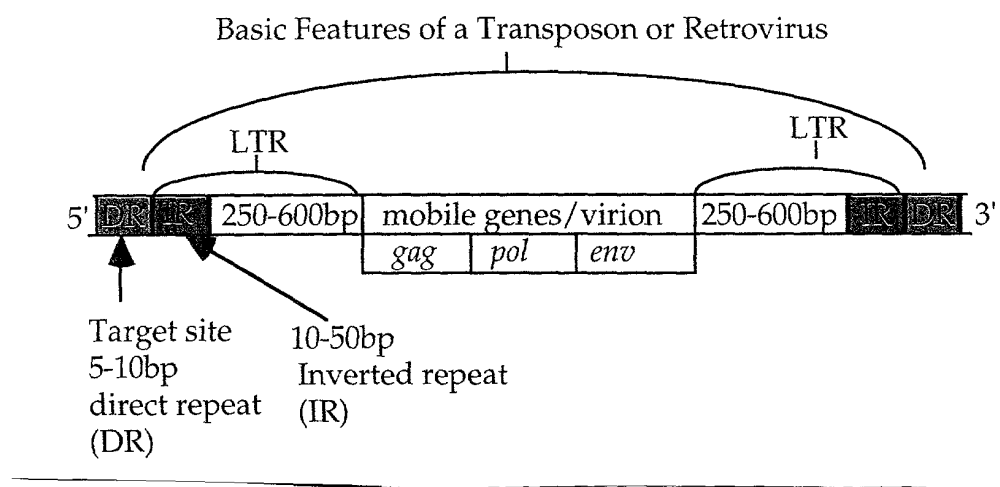 Basic Features of a Transposon or Retrovirus
LTR
LTR
5' DR IR 250-600bp mobile genes/virion 250-600bp IR DR 3'
gag pol env
Target site
5-10bp
direct repeat
(DR)
10-50bp
Inverted repeat
(IR)